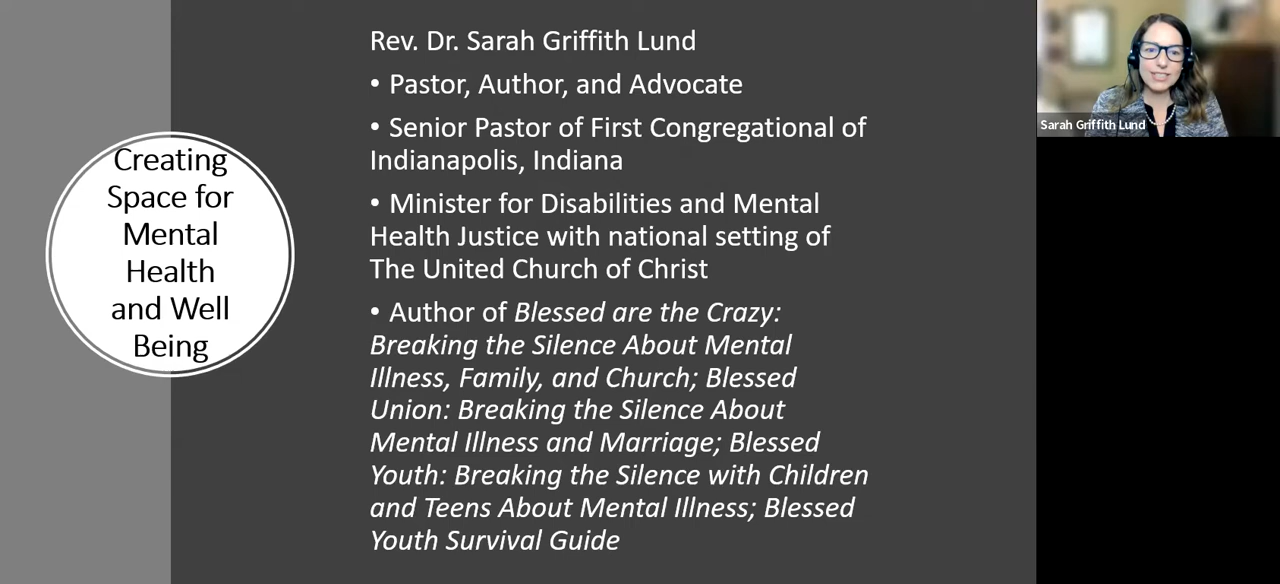 Creating
Space for
Mental
Health
and Well
Being
Rev. Dr. Sarah Griffith Lund
• Pastor, Author, and Advocate
• Senior Pastor of First Congregational of
Indianapolis, Indiana
• Minister for Disabilities and Mental
Health Justice with national setting of
The United Church of Christ
• Author of Blessed are the Crazy:
Breaking the Silence About Mental
Illness, Family, and Church; Blessed
Union: Breaking the Silence About
Mental Illness and Marriage; Blessed
Youth: Breaking the Silence with Children
and Teens About Mental Illness; Blessed
Youth Survival Guide
Sarah Griffith Lund